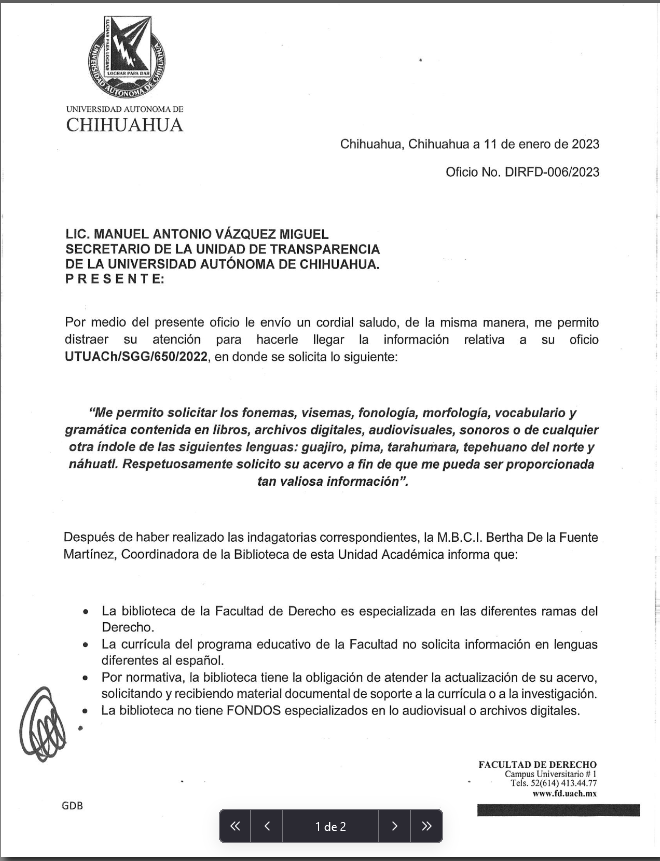 LUCHAR PARA LOGRAR
LOGRAR PARA DAR
UNIVERSIDAD AUTONOMA DE CHIHUAHUA
UNIVERSIDAD AUTONOMA DE
CHIHUAHUA
Chihuahua, Chihuahua a 11 de enero de 2023
Oficio No. DIRFD-006/2023
LIC. MANUEL ANTONIO VÁZQUEZ MIGUEL
SECRETARIO DE LA UNIDAD DE TRANSPARENCIA
DE LA UNIVERSIDAD AUTÓNOMA DE CHIHUAHUA.
P R E S E N T E:
Por medio del presente oficio le envío un cordial saludo, de la misma manera, me permito
distraer su atención para hacerle llegar la información relativa a su oficio
UTUACh/SGG/650/2022, en donde se solicita lo siguiente:
“Me permito solicitar los fonemas, visemas, fonología, morfología, vocabulario y
gramática contenida en libros, archivos digitales, audiovisuales, sonoros o de cualquier
otra índole de las siguientes lenguas: guajiro, pima, tarahumara, tepehuano del norte y
náhuatl. Respetuosamente solicito su acervo a fin de que me pueda ser proporcionada
tan valiosa información”.
Después de haber realizado las indagatorias correspondientes, la M.B.C.I. Bertha De la Fuente
Martínez, Coordinadora de la Biblioteca de esta Unidad Académica informa que:
• La biblioteca de la Facultad de Derecho es especializada en las diferentes ramas del
Derecho.
• La currícula del programa educativo de la Facultad no solicita información en lenguas
diferentes al español.
• Por normativa, la biblioteca tiene la obligación de atender la actualización de su acervo,
solicitando y recibiendo material documental de soporte a la currícula o a la investigación.
• La biblioteca no tiene FONDOS especializados en lo audiovisual o archivos digitales.
FACULTAD DE DERECHO
Campus Universitario # 1
Tels. 52(614) 413.44.77
www.fd.uach.mx
GDB
1 de 2